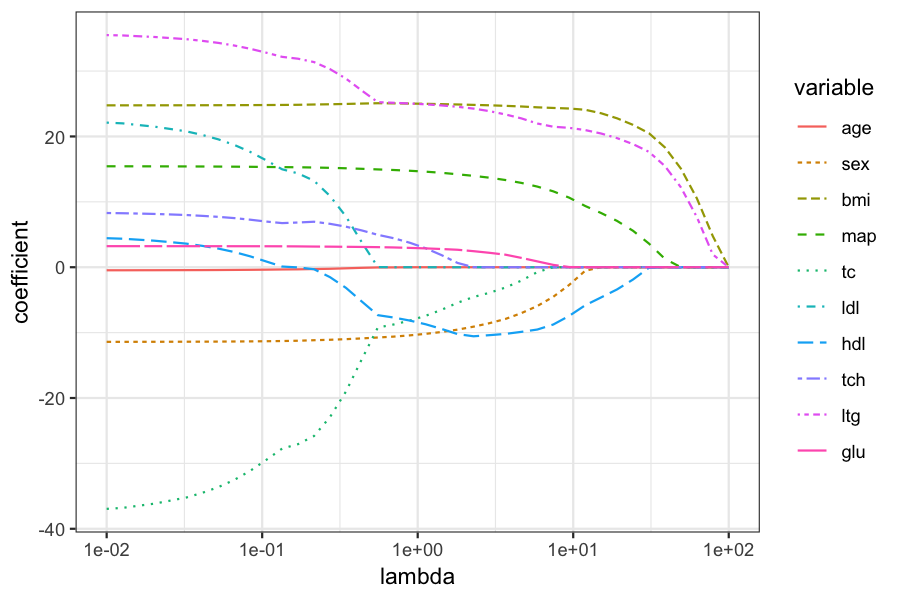 coefficient
20
0
-20
-40
1e-02 1e-01 1e+00 1e+01 1e+02
lambda
variable
age
sex
bmi
map
tc
ldl
hdl
tch
ltg
glu